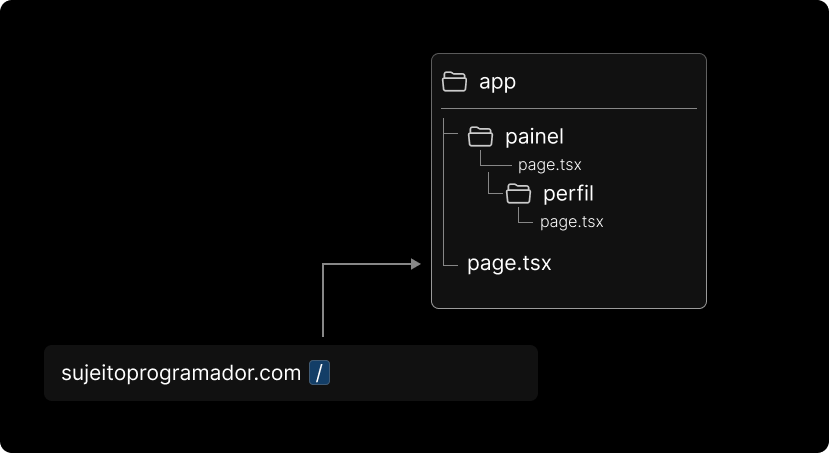 app
painel
page.tsx
perfil
page.tsx
page.tsx
sujeitoprogramador.com /